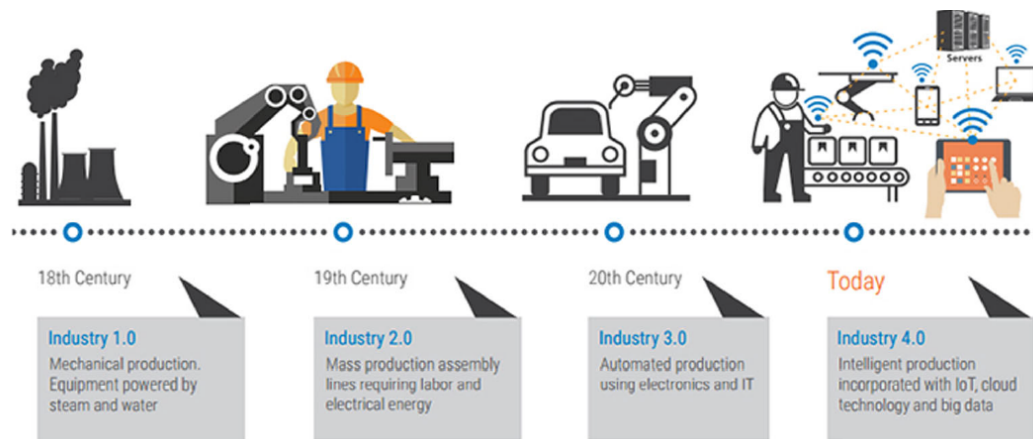 Servers
18th Century
Industry 1.0
Mechanical production.
Equipment powered by
steam and water
19th Century
Industry 2.0
Mass production assembly
lines requiring labor and
electrical energy
20th Century
Industry 3.0
Automated production
using electronics and IT
Today
Industry 4.0
Intelligent production
incorporated with IoT, cloud
technology and big data